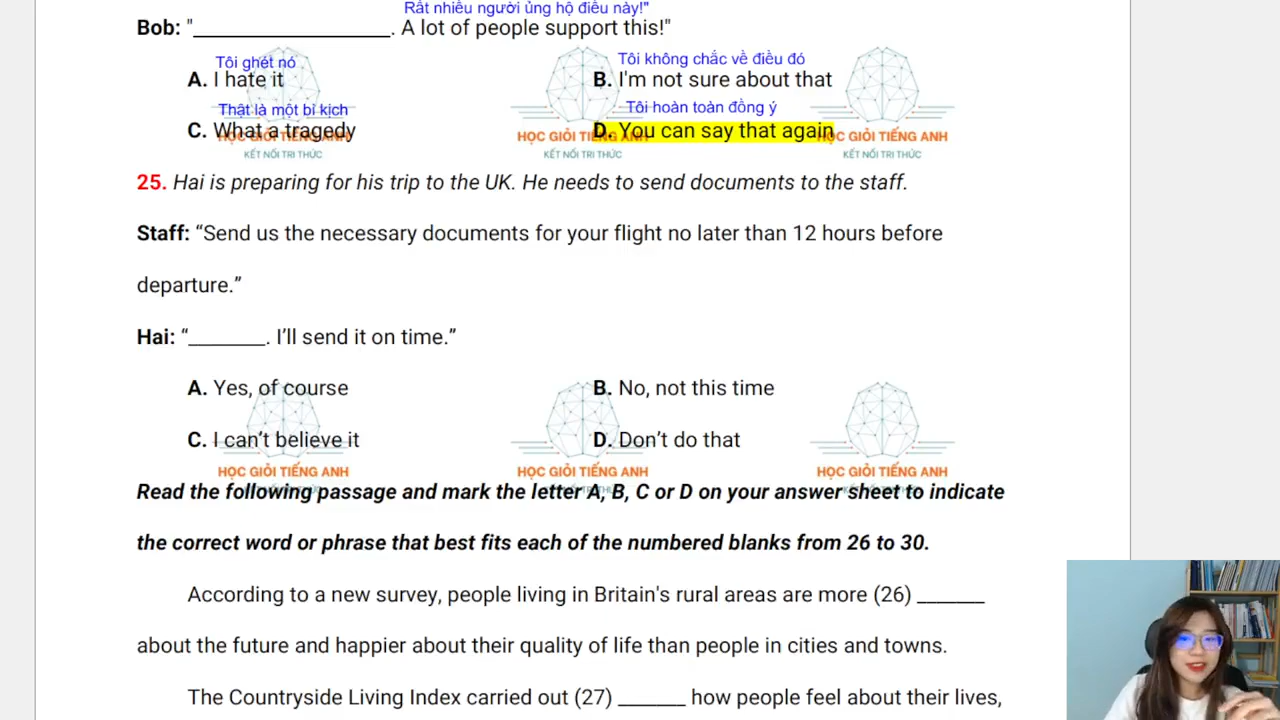 Rất nhiều người ủng hộ điều này!"
Bob: "____________________. A lot of people support this!"
Tôi ghét nó
Tôi không chắc về điều đó
A. I hate it
B. I'm not sure about that
Thật là một bi kịch
Tôi hoàn toàn đồng ý
C. What a tragedy
D. You can say that again
HỌC GIỎI TIẾNG ANH
HỌC GIỎI TIẾNG ANH
HỌC GIỎI TIẾNG ANH
KẾT NỐI TRI THỨC
KẾT NỐI TRI THỨC
KẾT NỐI TRI THỨC
25. Hai is preparing for his trip to the UK. He needs to send documents to the staff.
Staff: “Send us the necessary documents for your flight no later than 12 hours before
departure.”
Hai: “_______. I’ll send it on time.”
A. Yes, of course
B. No, not this time
C. I can’t believe it
D. Don’t do that
HỌC GIỎI TIẾNG ANH
HỌC GIỎI TIẾNG ANH
HỌC GIỎI TIẾNG ANH
Read the following passage and mark the letter A, B, C or D on your answer sheet to indicate
the correct word or phrase that best fits each of the numbered blanks from 26 to 30.
According to a new survey, people living in Britain's rural areas are more (26) _______
about the future and happier about their quality of life than people in cities and towns.
The Countryside Living Index carried out (27) _______ how people feel about their lives,